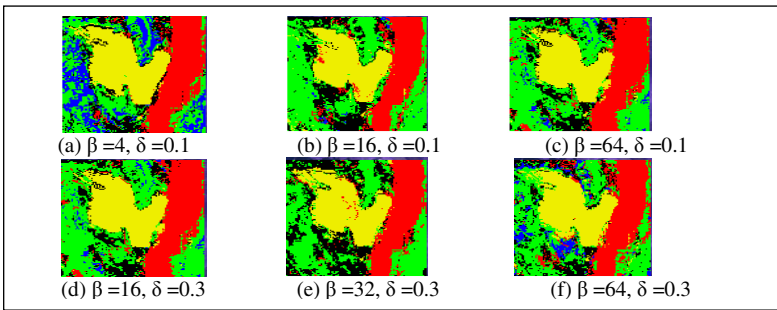 (a) β =4, δ =0.1
(b) β =16, δ =0.1
(c) β =64, δ =0.1
(d) β =16, δ =0.3
(e) β =32, δ =0.3
(f) β =64, δ =0.3